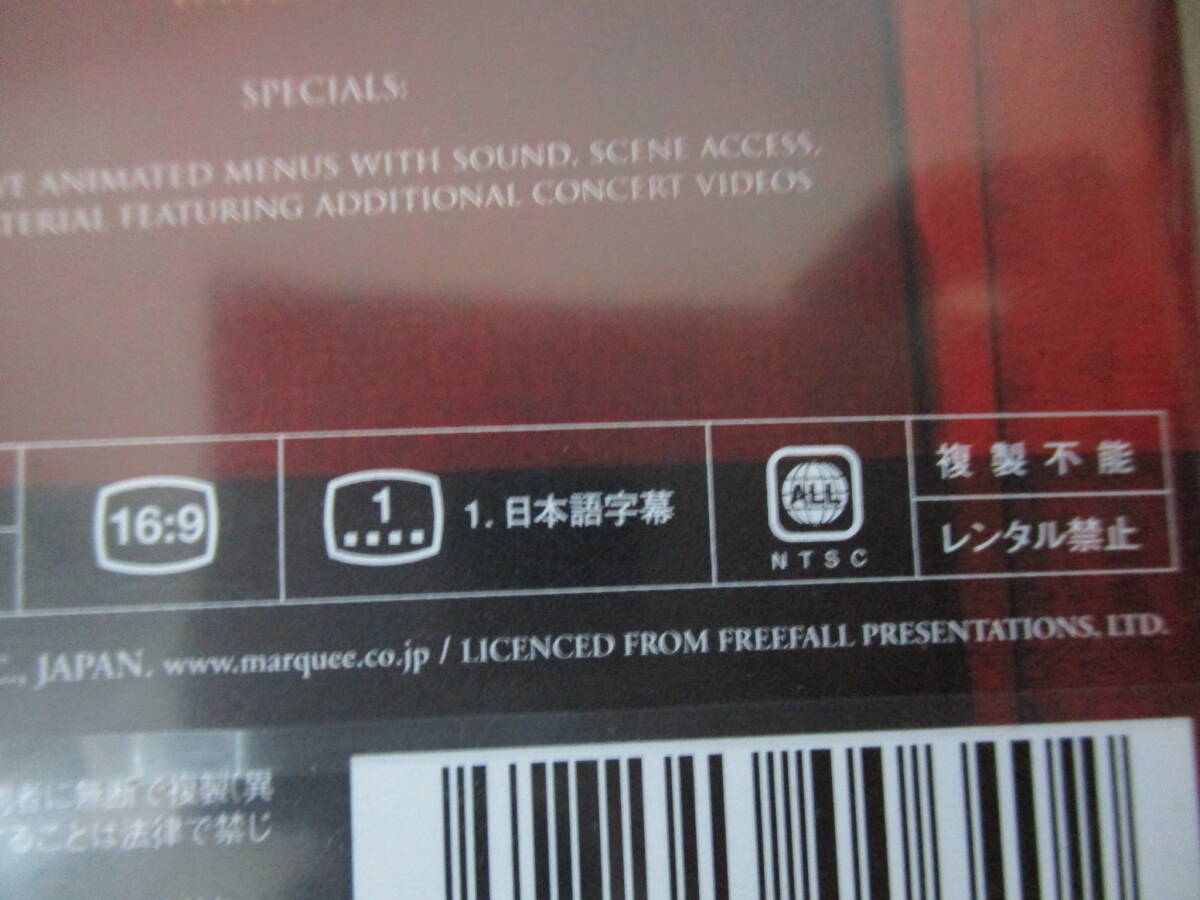 SPECIALS:
ANIMATED MENUS WITH SOUND, SCENE ACCESS,
FEATURING ADDITIONAL CONCERT VIDEOS
16:9
1
1. 日本語字幕
ALL
NTSC
複製不能
レンタル禁止
JAPAN. www.marquee.co.jp / LICENCED FROM FREEFALL PRESENTATIONS, LTD.
者に無断で複製(異
することは法律で禁じ